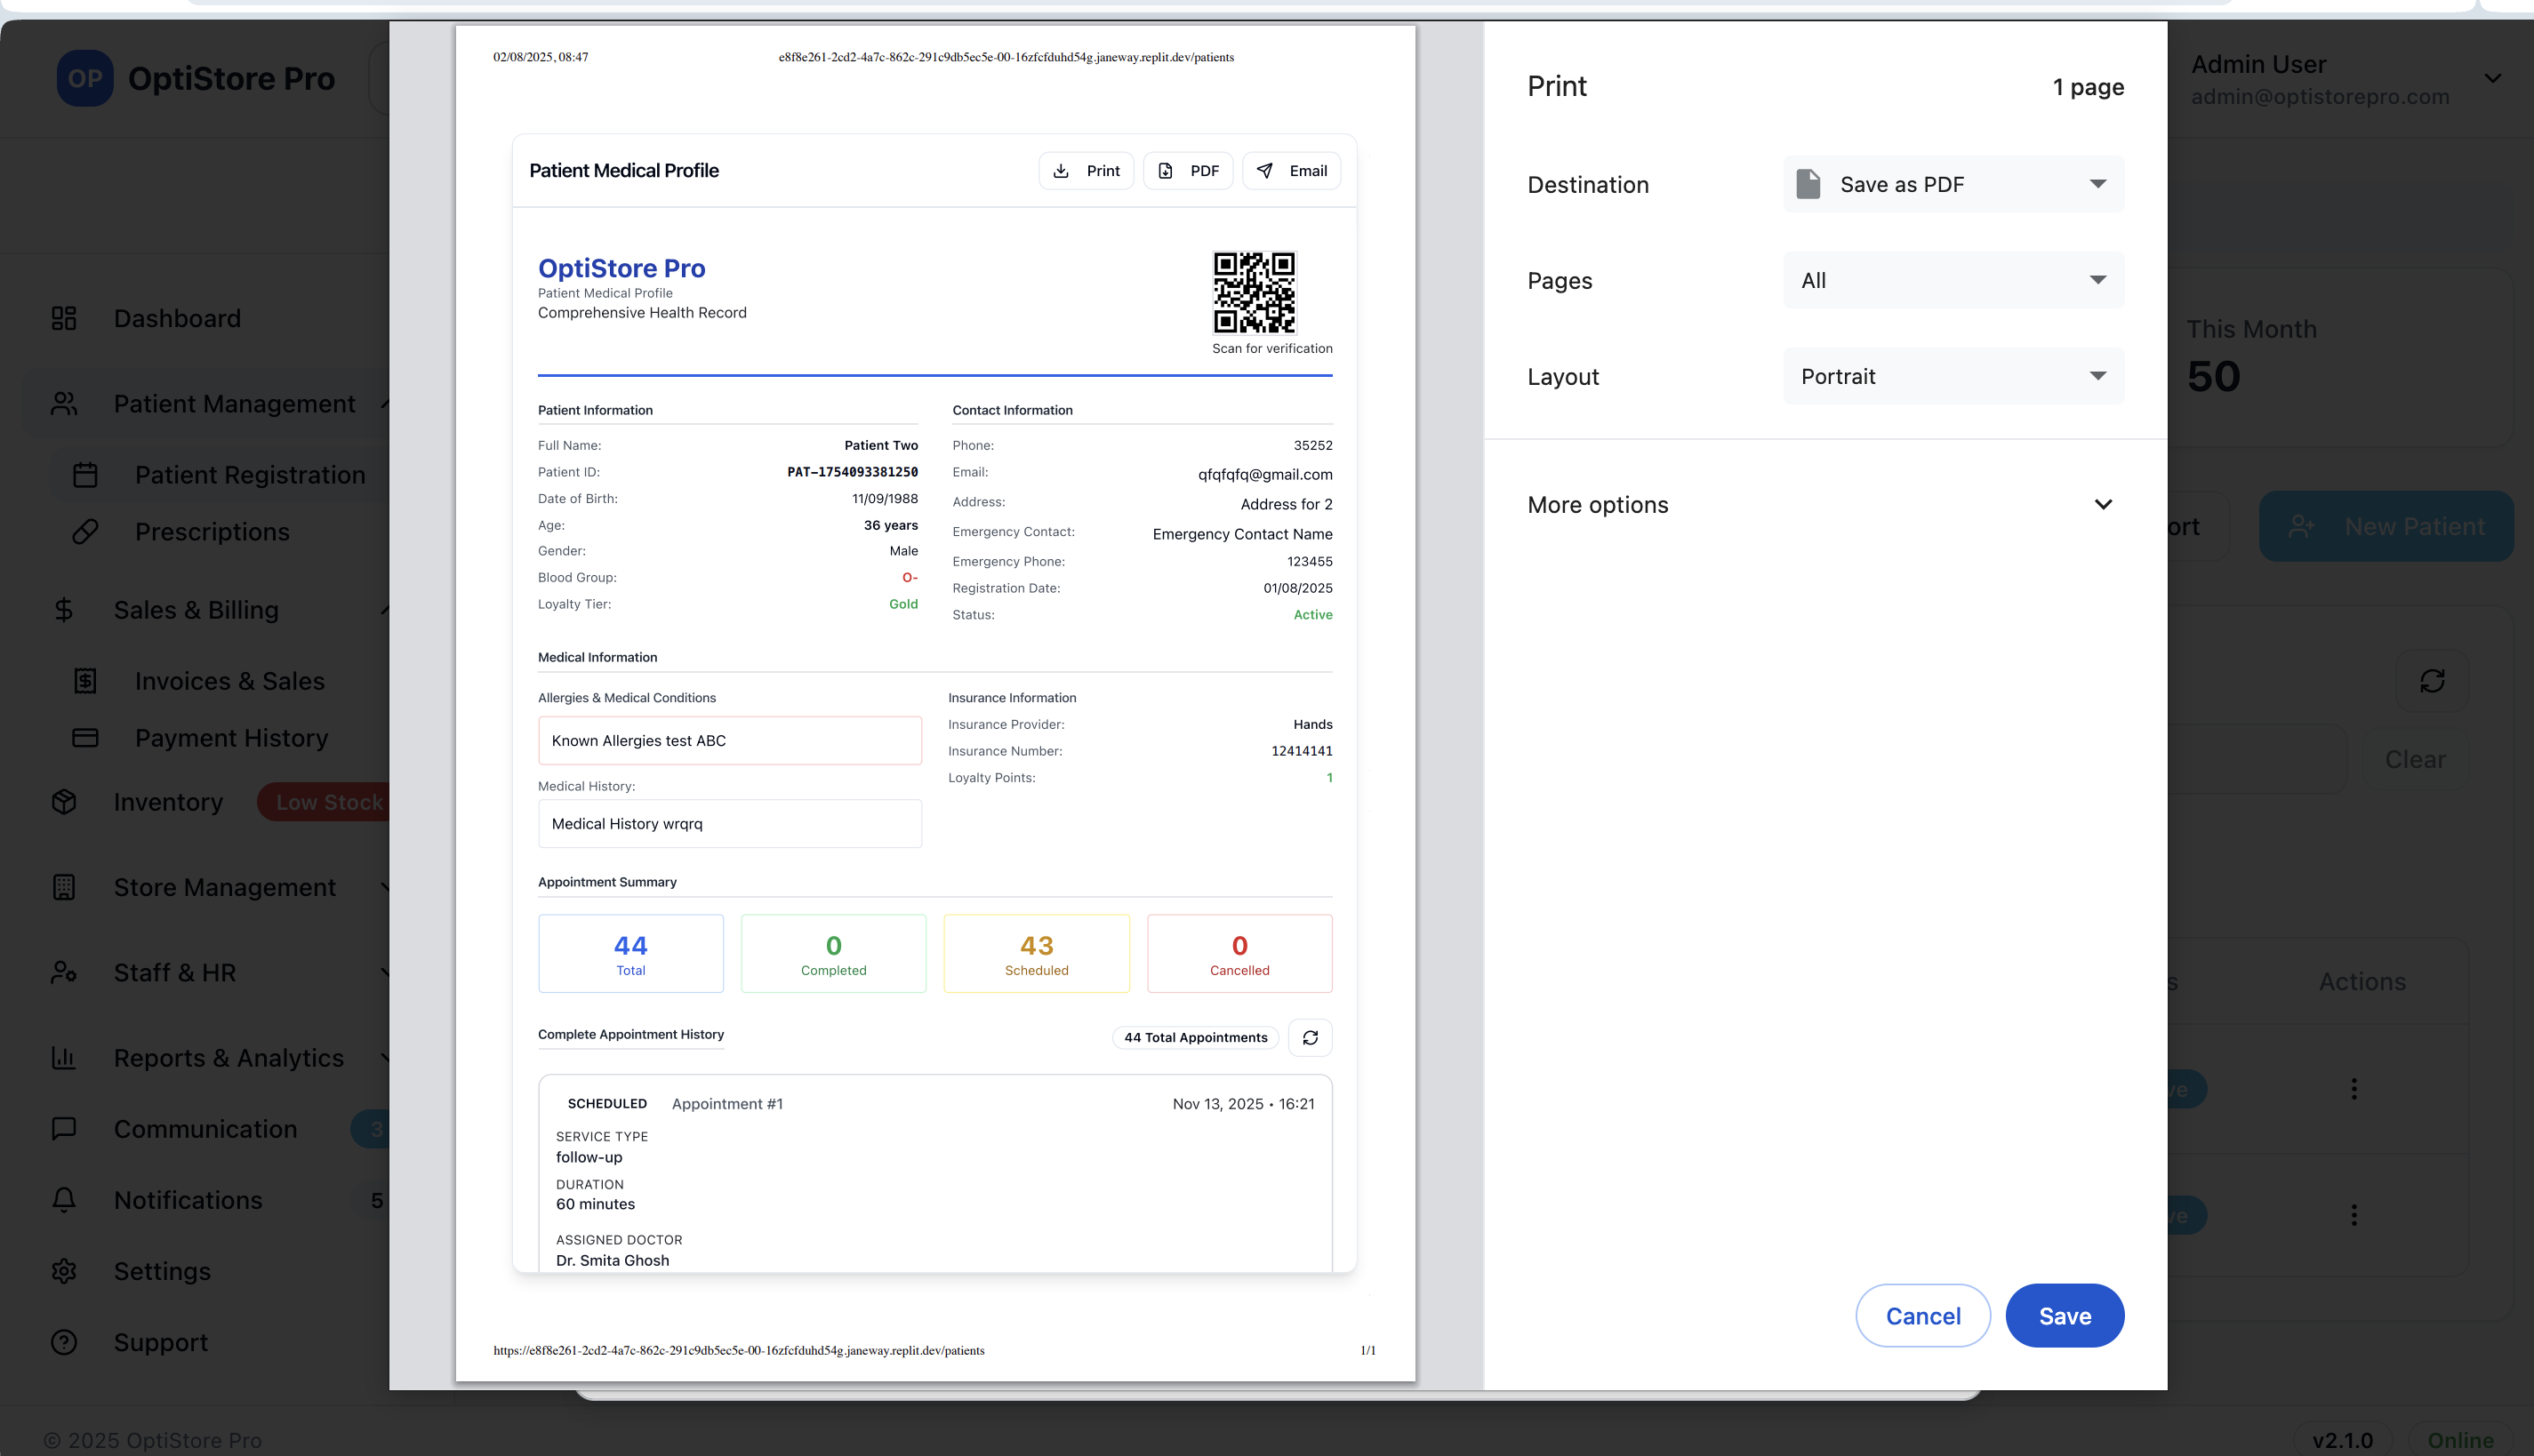 02/08/2025, 08:47
e8f8e261-2cd2-4a7c-862c-291c9db5ec5e-00-16zfcfduhd54g.janeway.replit.dev/patients
OP
OptiStore Pro
Admin User
admin@optistorepro.com
Dashboard
Patient Management
Patient Registration
Prescriptions
Sales & Billing
Invoices & Sales
Payment History
Inventory
Low Stock
Store Management
Staff & HR
Reports & Analytics
Communication
3
Notifications
5
Settings
Support
© 2025 OptiStore Pro
Patient Medical Profile
Print
PDF
Email
OptiStore Pro
Patient Medical Profile
Comprehensive Health Record
Scan for verification
Patient Information
Full Name: Patient Two
Patient ID: PAT-1754093381250
Date of Birth: 11/09/1988
Age: 36 years
Gender: Male
Blood Group: O-
Loyalty Tier: Gold
Contact Information
Phone: 35252
Email: qfqfqfq@gmail.com
Address: Address for 2
Emergency Contact: Emergency Contact Name
Emergency Phone: 123455
Registration Date: 01/08/2025
Status: Active
Medical Information
Allergies & Medical Conditions
Known Allergies test ABC
Medical History:
Medical History wrqrq
Insurance Information
Insurance Provider: Hands
Insurance Number: 12414141
Loyalty Points: 1
Appointment Summary
44
Total
0
Completed
43
Scheduled
0
Cancelled
Complete Appointment History
44 Total Appointments
SCHEDULED Appointment #1 Nov 13, 2025 • 16:21
SERVICE TYPE
follow-up
DURATION
60 minutes
ASSIGNED DOCTOR
Dr. Smita Ghosh
https://e8f8e261-2cd2-4a7c-862c-291c9db5ec5e-00-16zfcfduhd54g.janeway.replit.dev/patients
1/1
Print
1 page
Destination
Save as PDF
Pages
All
Layout
Portrait
More options
Cancel
Save
This Month
50
ort
New Patient
Clear
s
Actions
ve
ve
v2.1.0
Online